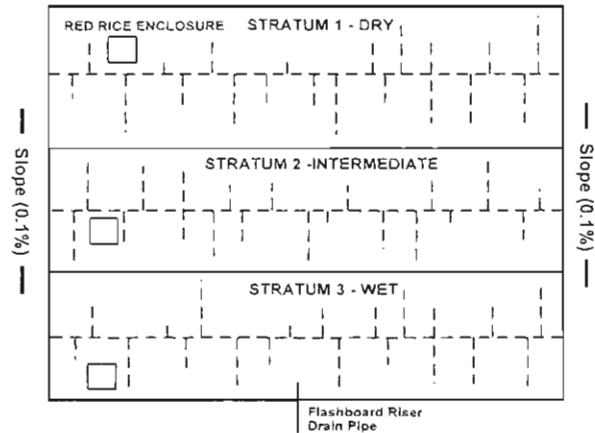 RED RICE ENCLOSURE
STRATUM 1 - DRY
Slope (0.1%)
Slope (0.1%)
STRATUM 2 -INTERMEDIATE
STRATUM 3 - WET
Flashboard Riser
Drain Pipe